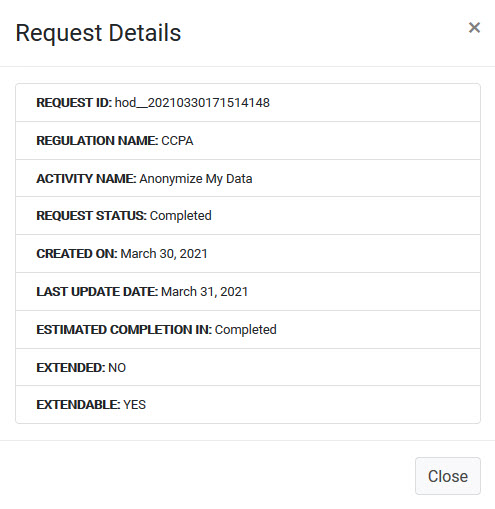 Request Details
×
REQUEST ID: hod__20210330171514148
REGULATION NAME: CCPA
ACTIVITY NAME: Anonymize My Data
REQUEST STATUS: Completed
CREATED ON: March 30, 2021
LAST UPDATE DATE: March 31, 2021
ESTIMATED COMPLETION IN: Completed
EXTENDED: NO
EXTENDABLE: YES
Close